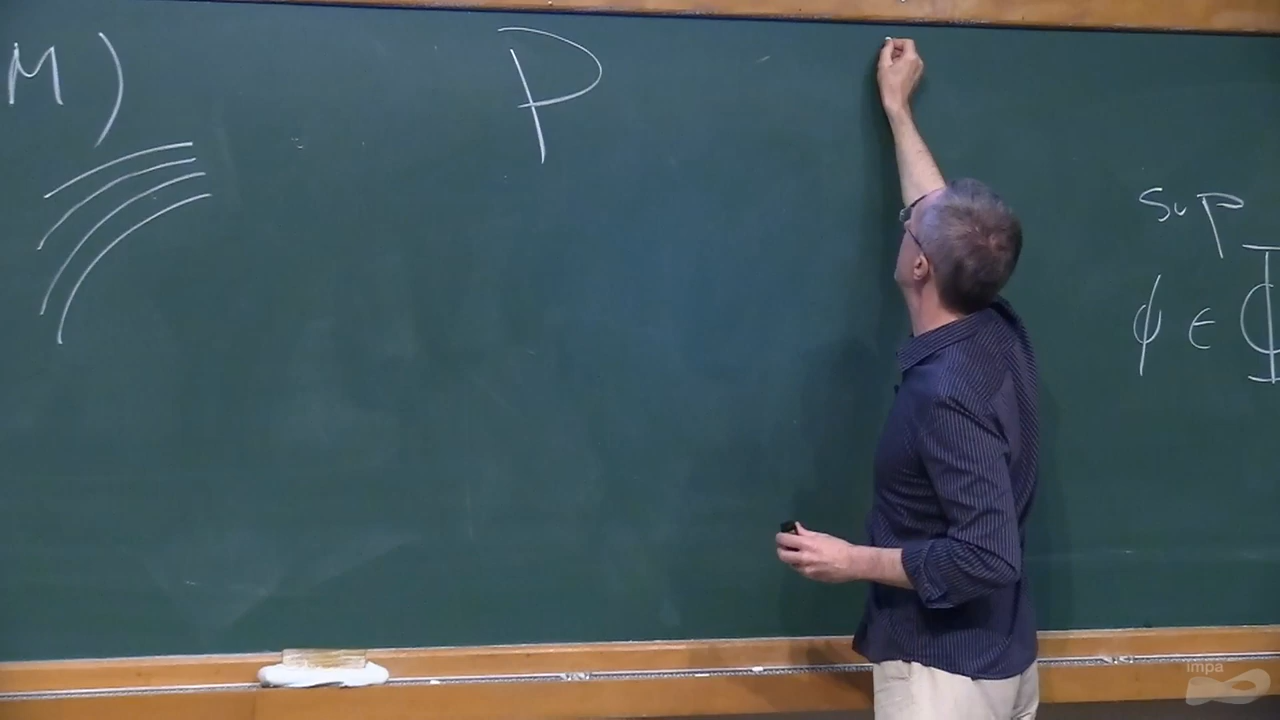 M)
P
sup
ϕ ∈ Φ
impa